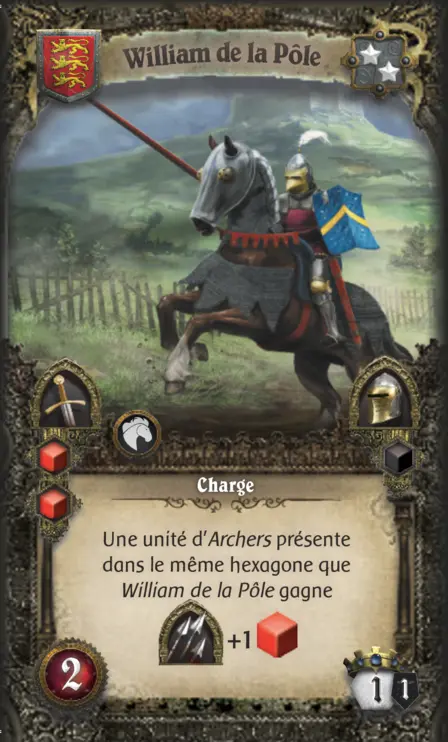 William de la Pôle
Charge
Une unité d'Archers présente
dans le même hexagone que
William de la Pôle gagne
+1
2
1 1